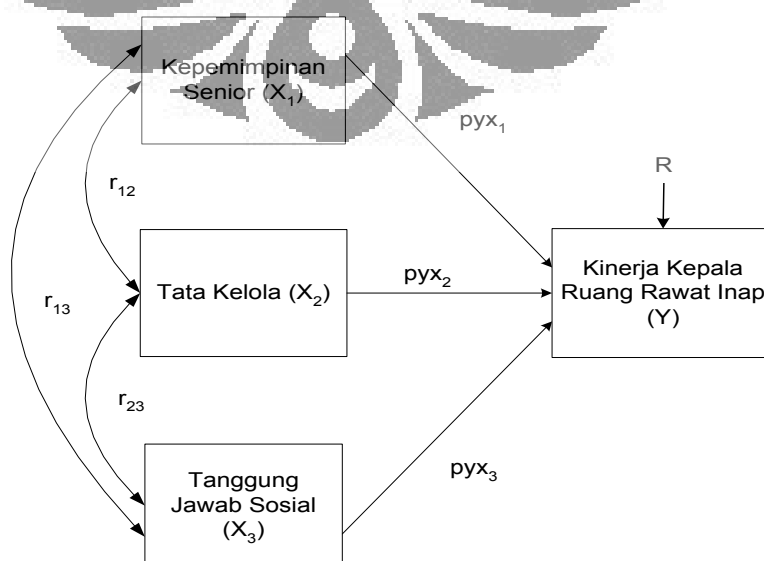 Kepemimpinan
Senior (X₁)
pyx₁
R
r₁₂
Tata Kelola (X₂)
pyx₂
Kinerja Kepala
Ruang Rawat Inap
(Y)
r₁₃
r₂₃
Tanggung
Jawab Sosial
(X₃)
pyx₃